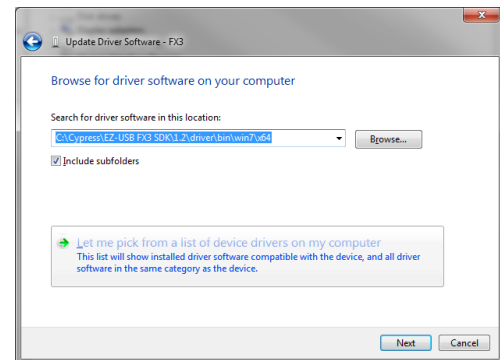 Update Driver Software - FX3
Browse for driver software on your computer
Search for driver software in this location:
C:\Cypress\EZ-USB FX3 SDK\1.2\driver\bin\win7\x64
Browse...
Include subfolders
Let me pick from a list of device drivers on my computer
This list will show installed driver software compatible with the device, and all driver
software in the same category as the device.
Next
Cancel